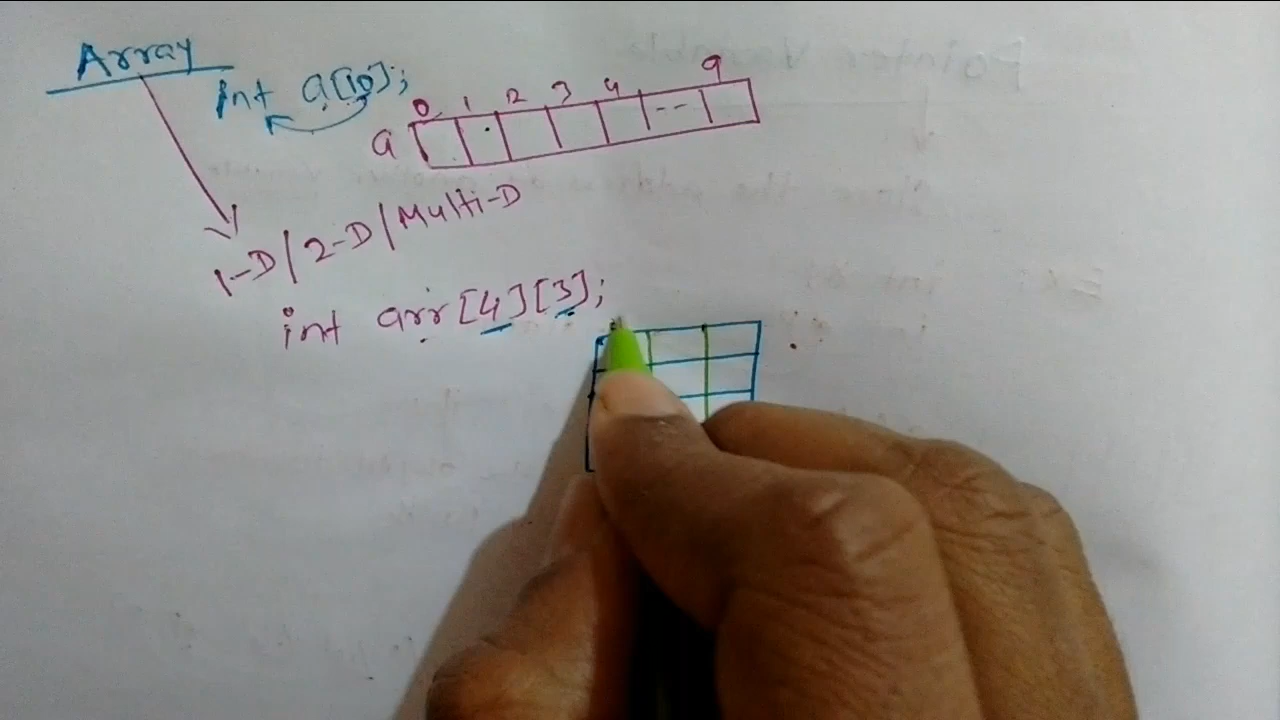 Array
int a[10];
0 1 2 3 4 -- 9
a
1-D/2-D/Multi-D
int arr[4][3];